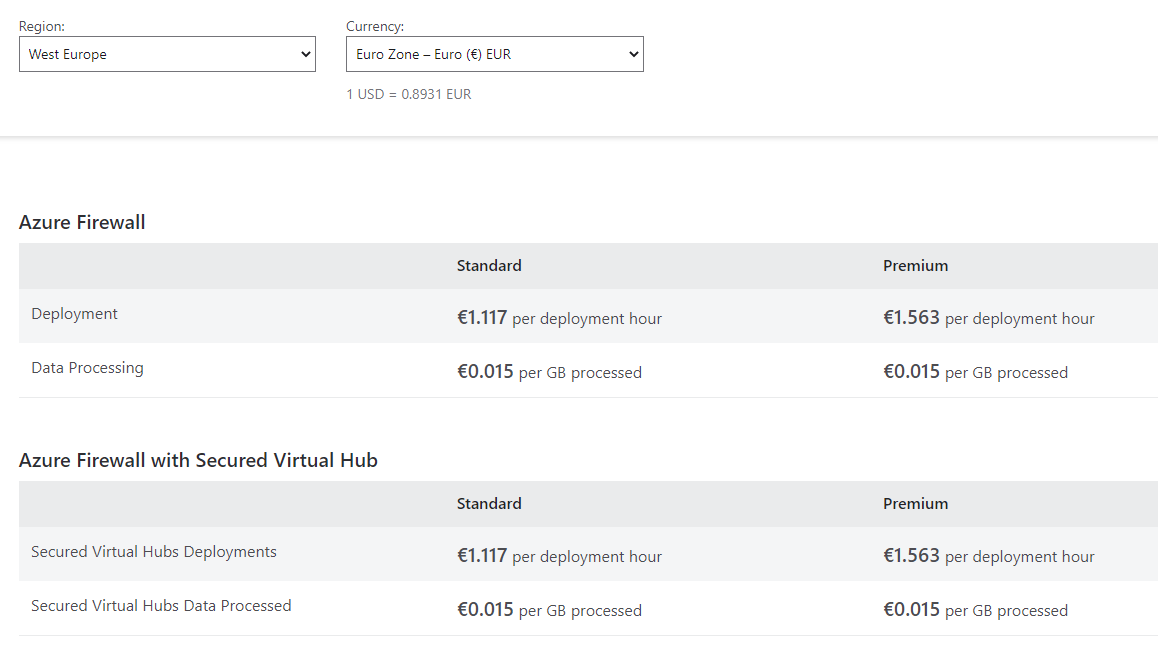 Region:
Currency:
West Europe
Euro Zone – Euro (€) EUR
1 USD = 0.8931 EUR
Azure Firewall
Standard
Premium
Deployment
€1.117 per deployment hour
€1.563 per deployment hour
Data Processing
€0.015 per GB processed
€0.015 per GB processed
Azure Firewall with Secured Virtual Hub
Standard
Premium
Secured Virtual Hubs Deployments
€1.117 per deployment hour
€1.563 per deployment hour
Secured Virtual Hubs Data Processed
€0.015 per GB processed
€0.015 per GB processed